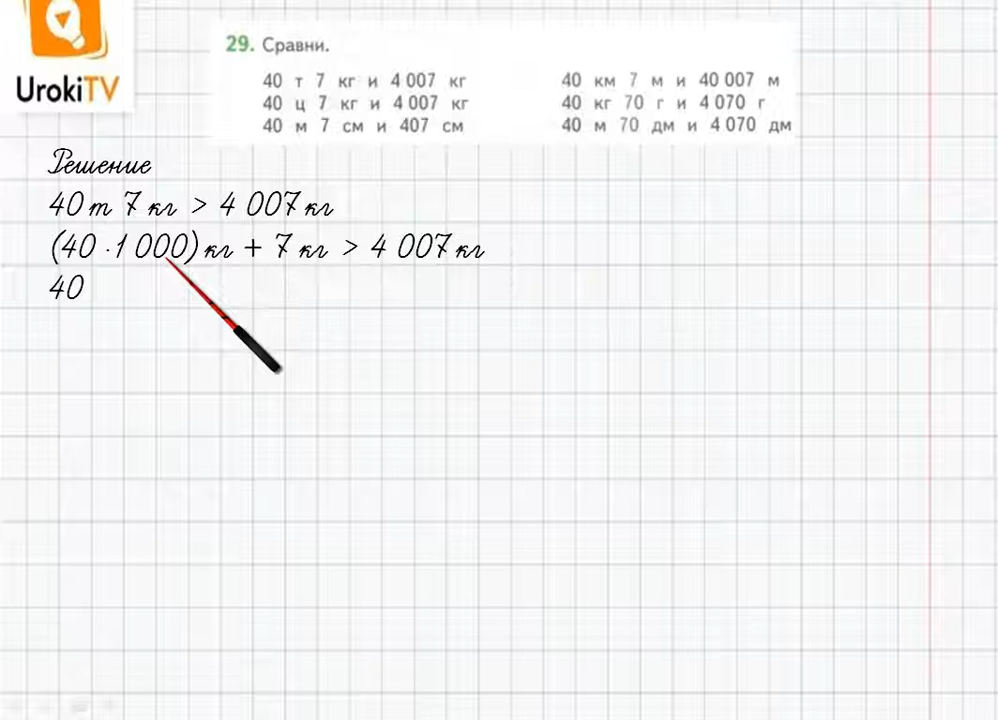 UrokiTV
29. Сравни.
40 т 7 кг и 4 007 кг
40 ц 7 кг и 4 007 кг
40 м 7 см и 407 см
40 км 7 м и 40 007 м
40 кг 70 г и 4 070 г
40 м 70 дм и 4 070 дм
Решение
40 т 7 кг > 4 007 кг
(40 · 1 000) кг + 7 кг > 4 007 кг
40